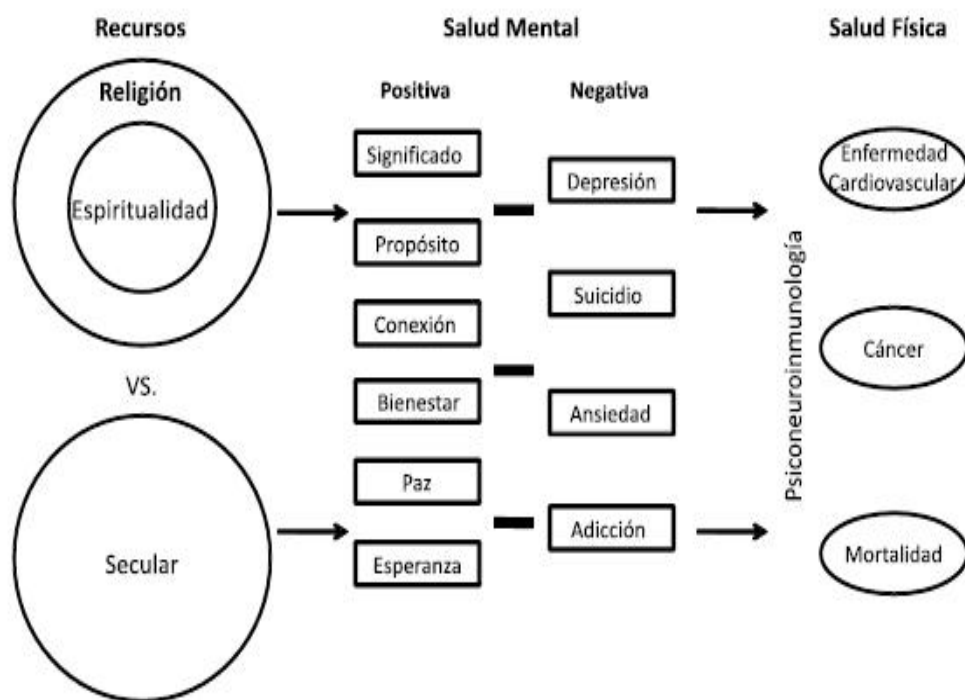 Recursos
Salud Mental
Salud Física
Religión
Espiritualidad
VS.
Secular
Positiva
Significado
Propósito
Conexión
Bienestar
Paz
Esperanza
Negativa
Depresión
Suicidio
Ansiedad
Adicción
Psiconeuroinmunología
Enfermedad
Cardiovascular
Cáncer
Mortalidad